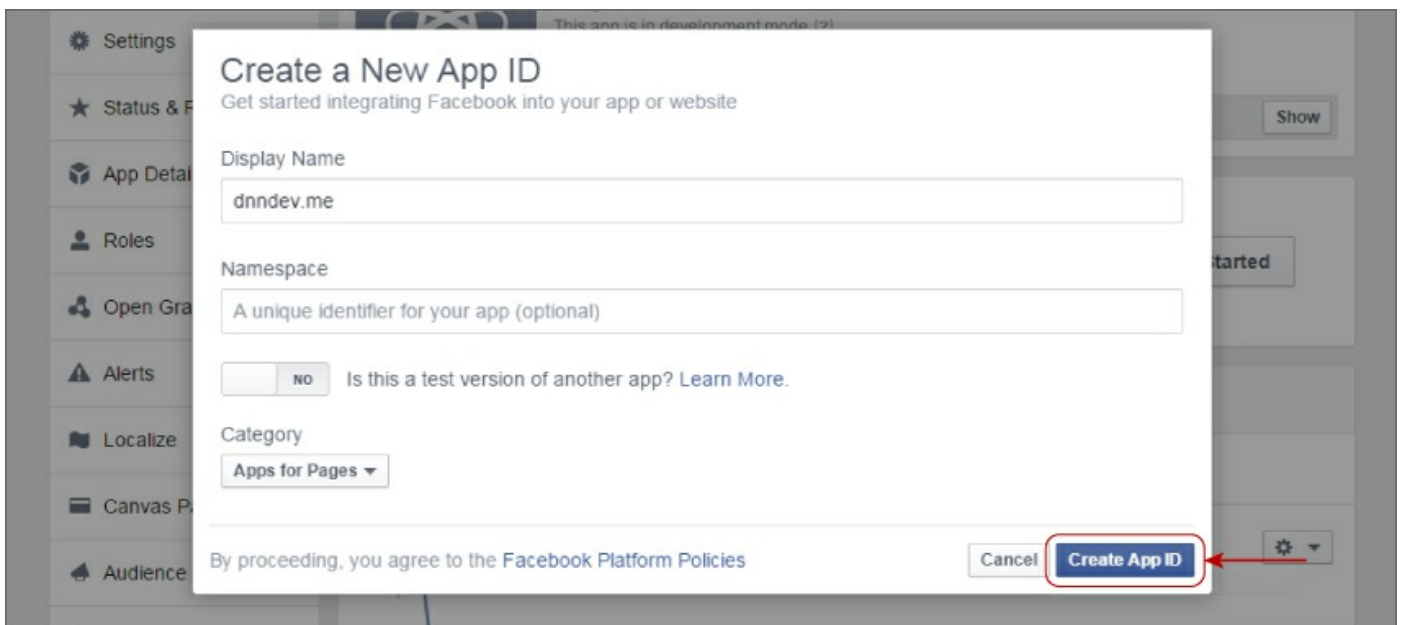 This app is in development mode [?]
Settings
Create a New App ID
Get started integrating Facebook into your app or website
Status &
Show
Display Name
App Detai
dnndev.me
Roles
Namespace
tarted
Open Gra
A unique identifier for your app (optional)
Alerts
NO Is this a test version of another app? Learn More.
Localize
Category
Apps for Pages
Canvas
Audience
By proceeding, you agree to the Facebook Platform Policies
Cancel Create App ID